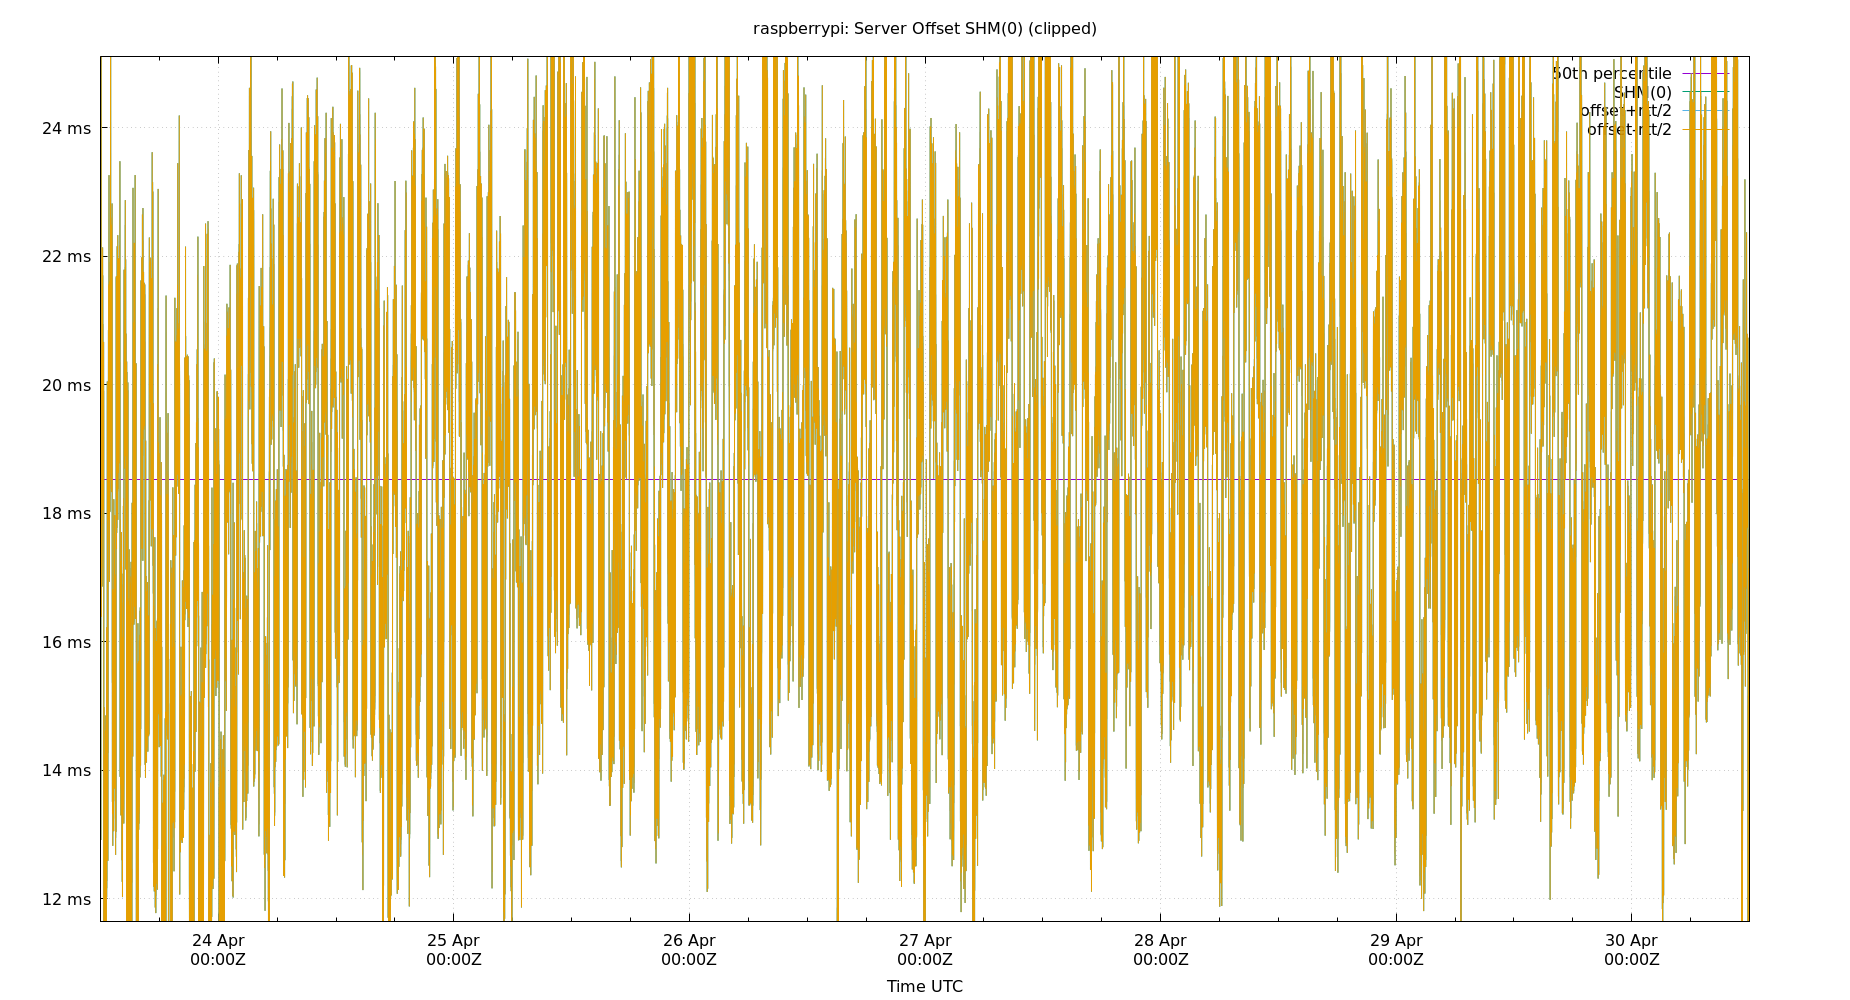 raspberrypi: Server Offset SHM(0) (clipped)
50th percentile
SHM(0)
offset+rtt/2
offset-rtt/2
24 ms
22 ms
20 ms
18 ms
16 ms
14 ms
12 ms
24 Apr
00:00Z
25 Apr
00:00Z
26 Apr
00:00Z
27 Apr
00:00Z
28 Apr
00:00Z
29 Apr
00:00Z
30 Apr
00:00Z
Time UTC